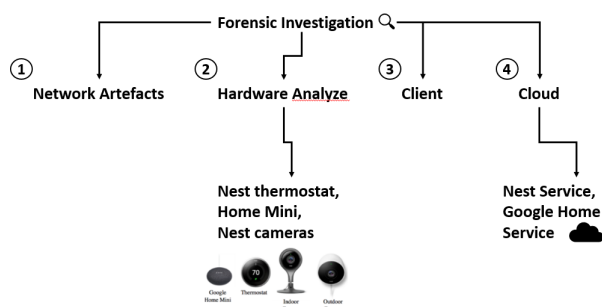 Forensic Investigation
1
Network Artefacts
2
Hardware Analyze
3
Client
4
Cloud
Nest thermostat,
Home Mini,
Nest cameras
Nest Service,
Google Home
Service
Google
Home Mini
Thermostat
70
Indoor
Outdoor